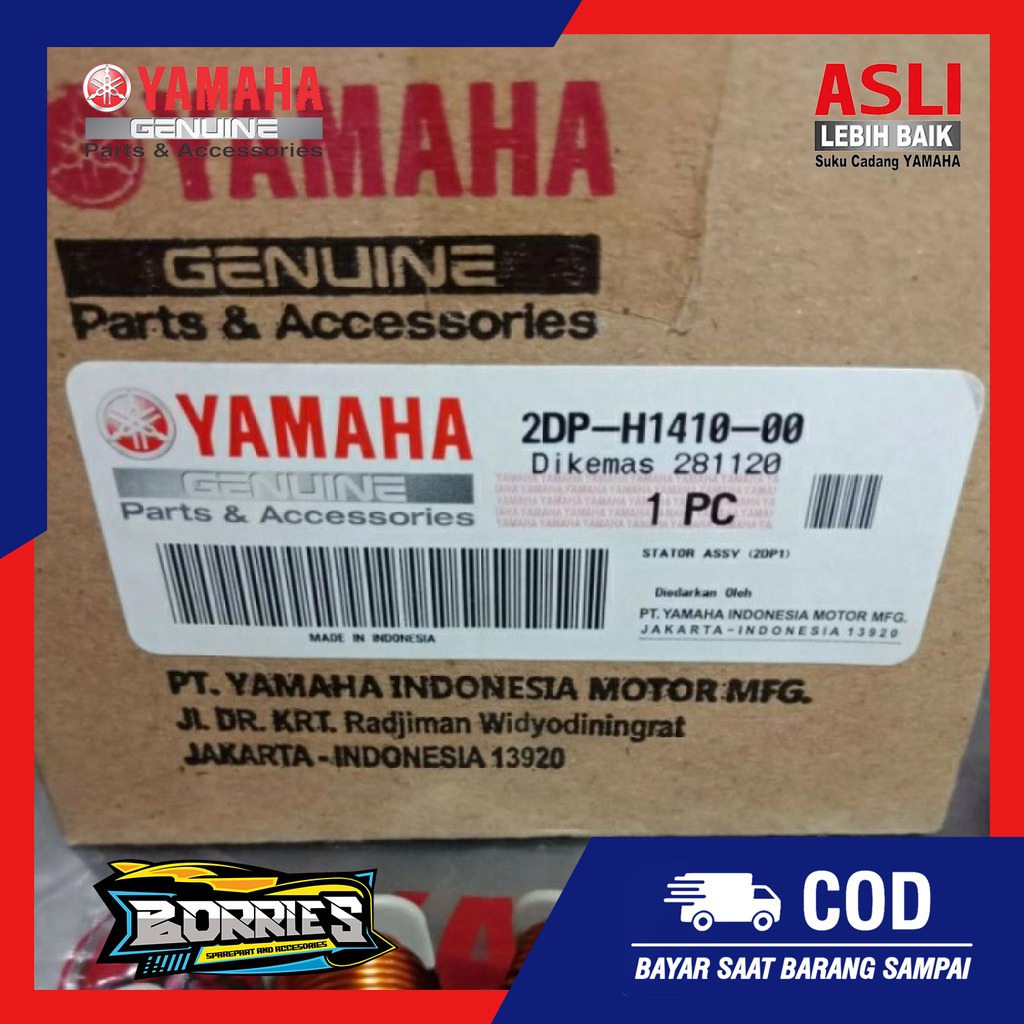 YAMAHA
GENUINE
Parts & Accessories
ASLI
LEBIH BAIK
Suku Cadang YAMAHA
YAMAHA
GENUINE
Parts & Accessories
YAMAHA
GENUINE
Parts & Accessories
2DP-H1410-00
Dikemas 281120
1 PC
STATOR ASSY (2DP1)
Diedarkan Oleh
PT. YAMAHA INDONESIA MOTOR MFG.
JAKARTA-INDONESIA 13920
MADE IN INDONESIA
PT. YAMAHA INDONESIA MOTOR MFG.
Jl. DR. KRT. Radjiman Widyodiningrat
JAKARTA - INDONESIA 13920
BORRIES
SPAREPART AND ACCESORIES
COD
BAYAR SAAT BARANG SAMPAI